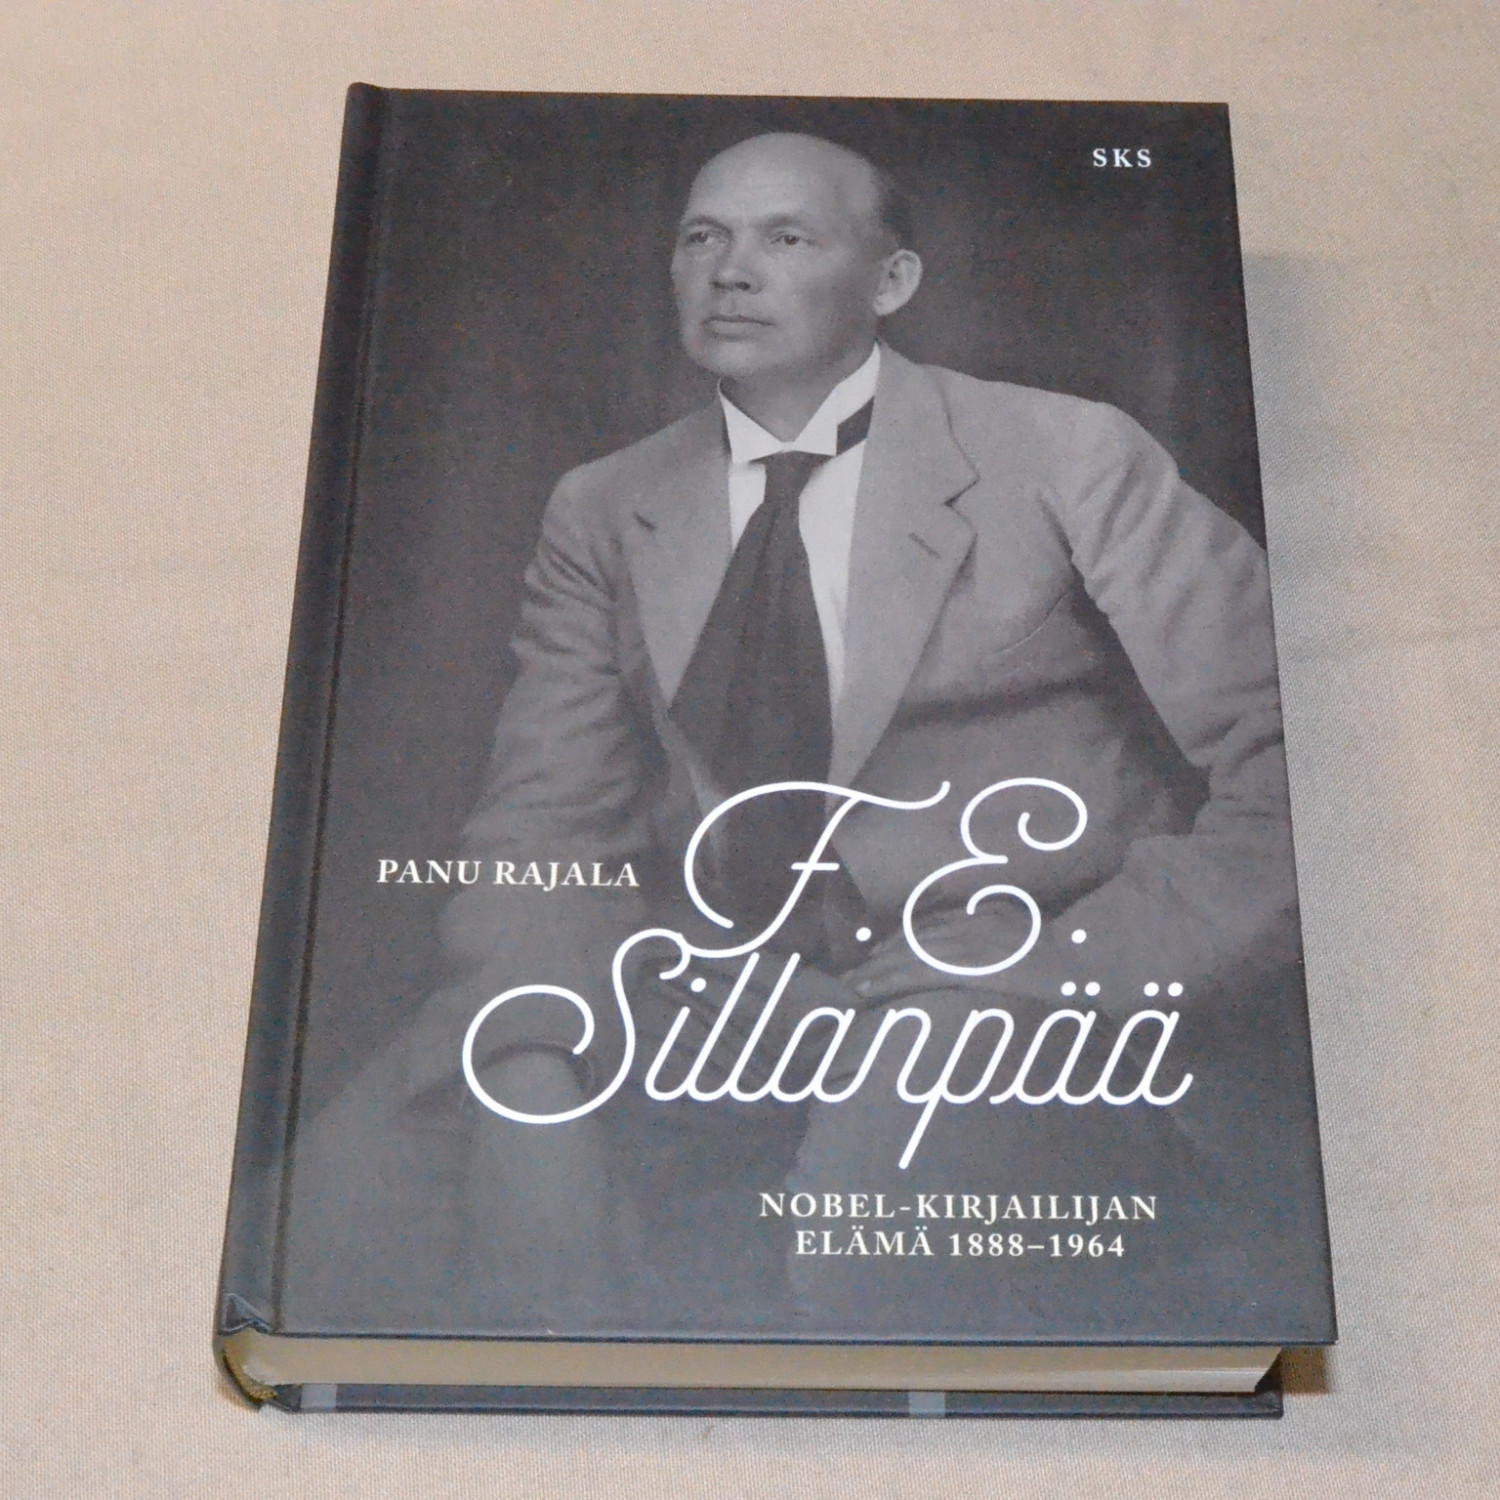 SKS
PANU RAJALA
F. E.
Sillanpää
NOBEL-KIRJAILIJAN
ELÄMÄ 1888–1964